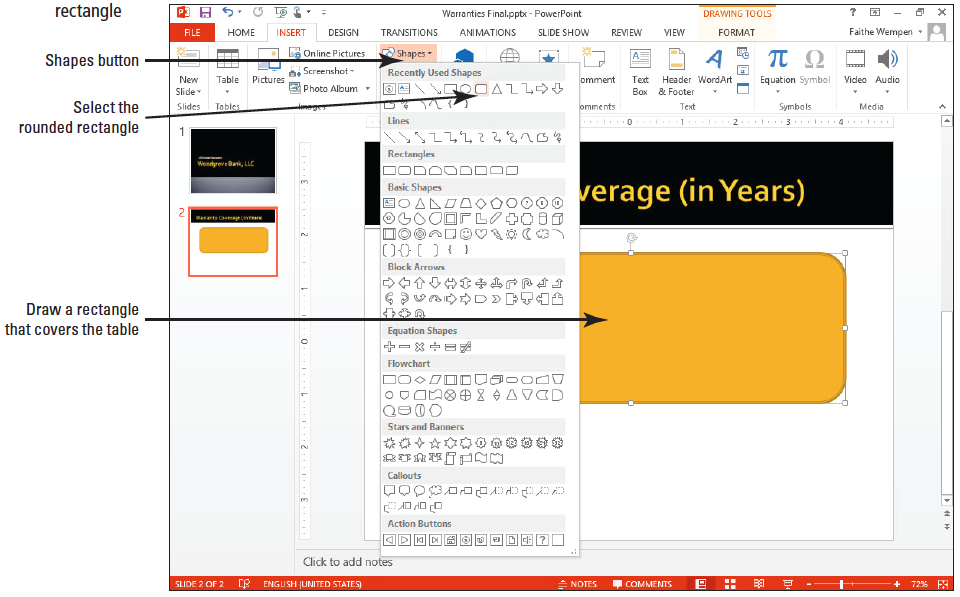 rectangle
Shapes button
Select the
rounded rectangle
Draw a rectangle
that covers the table
Warranties Final.pptx - PowerPoint
DRAWING TOOLS
?
FILE
HOME
INSERT
DESIGN
TRANSITIONS
ANIMATIONS
SLIDE SHOW
REVIEW
VIEW
FORMAT
Faithe Wempen
New
Slide
Slides
Table
Tables
Pictures
Online Pictures
Screenshot
Photo Album
Images
Shapes
omment
omments
Text
Box
Header
& Footer
WordArt
Text
Equation
Symbol
Symbols
Video
Audio
Media
Recently Used Shapes
Lines
Rectangles
Basic Shapes
Block Arrows
Equation Shapes
Flowchart
Stars and Banners
Callouts
Action Buttons
1
Woodgrove Bank, LLC
2
Warranty Coverage (in Years)
verage (in Years)
Click to add notes
SLIDE 2 OF 2
ENGLISH (UNITED STATES)
NOTES
COMMENTS
72%